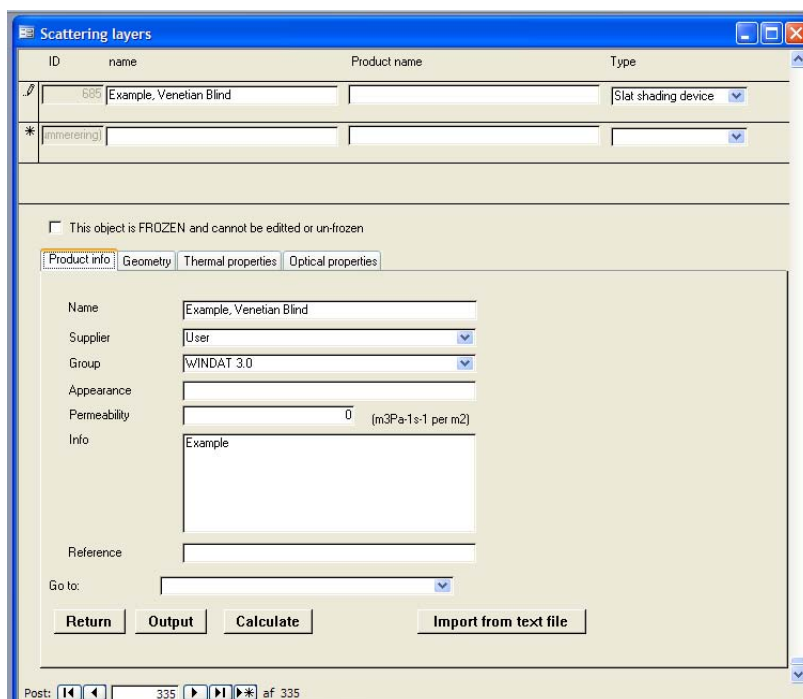 Scattering layers
ID name Product name Type
685 Example, Venetian Blind Slat shading device
mmerering)
This object is FROZEN and cannot be editted or un-frozen
Product info Geometry Thermal properties Optical properties
Name Example, Venetian Blind
Supplier User
Group WINDAT 3.0
Appearance
Permeability 0 (m3Pa-1s-1 per m2)
Info Example
Reference
Go to:
Return Output Calculate Import from text file
Post: 335 af 335